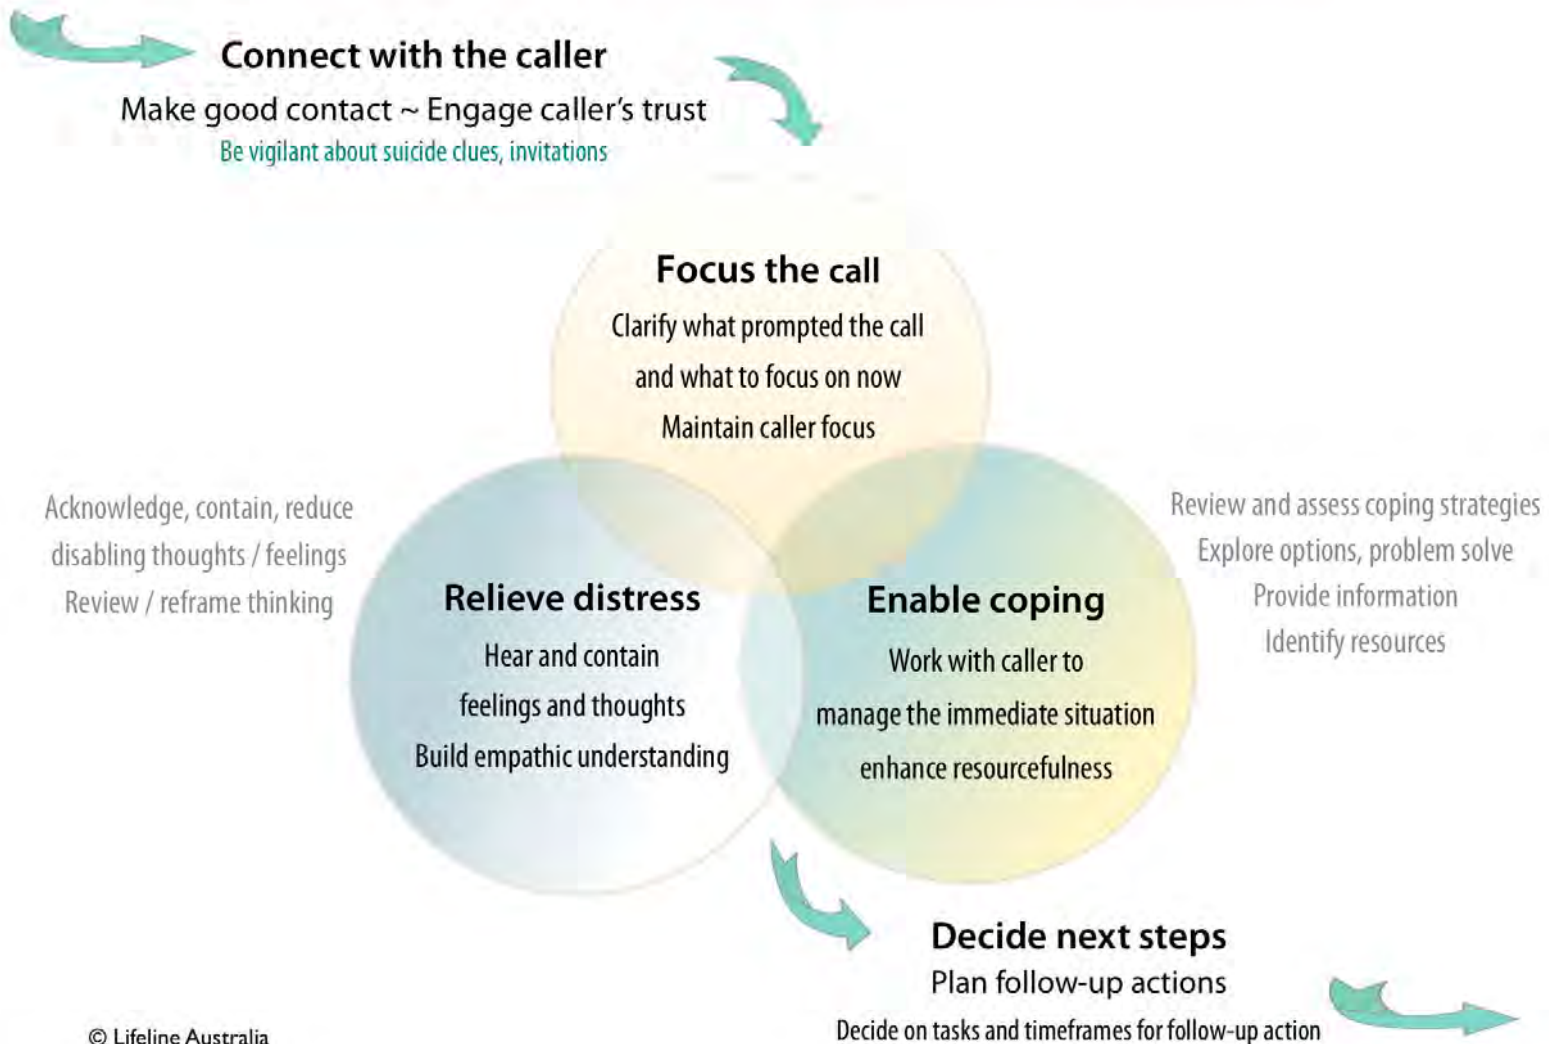 Connect with the caller
Make good contact ~ Engage caller's trust
Be vigilant about suicide clues, invitations
Focus the call
Clarify what prompted the call
and what to focus on now
Maintain caller focus
Acknowledge, contain, reduce
disabling thoughts / feelings
Review / reframe thinking
Relieve distress
Hear and contain
feelings and thoughts
Build empathic understanding
Enable coping
Work with caller to
manage the immediate situation
enhance resourcefulness
Review and assess coping strategies
Explore options, problem solve
Provide information
Identify resources
Decide next steps
Plan follow-up actions
Decide on tasks and timeframes for follow-up action
© Lifeline Australia